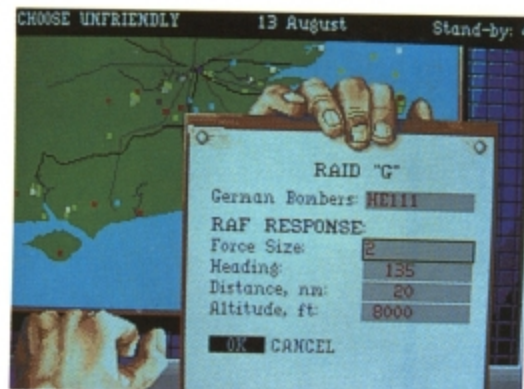 CHOOSE UNFRIENDLY 13 August Stand-by:
RAID "G"
German Bombers: HE111
RAF RESPONSE:
Force Size: 2
Heading: 135
Distance, nm: 20
Altitude, ft: 8000
OK CANCEL